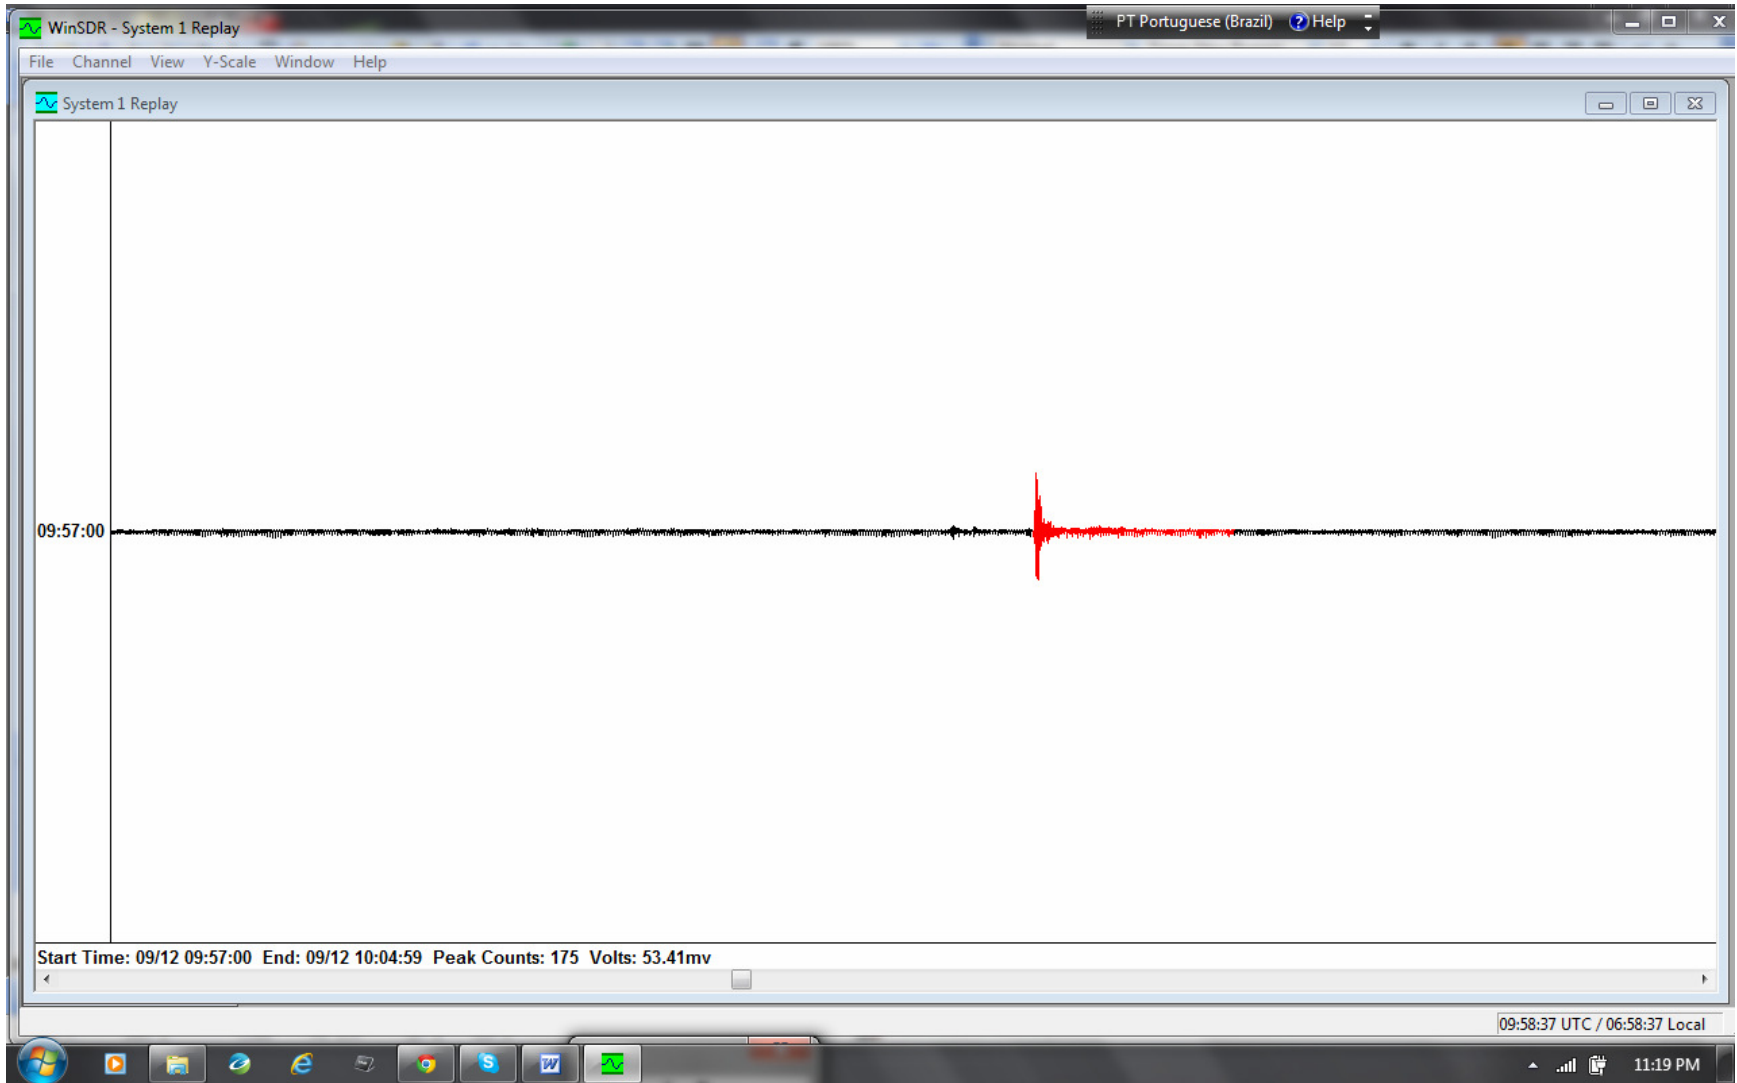 WinSDR - System 1 Replay
PT Portuguese (Brazil) Help
File Channel View Y-Scale Window Help
System 1 Replay
09:57:00
Start Time: 09/12 09:57:00 End: 09/12 10:04:59 Peak Counts: 175 Volts: 53.41mv
09:58:37 UTC / 06:58:37 Local
11:19 PM